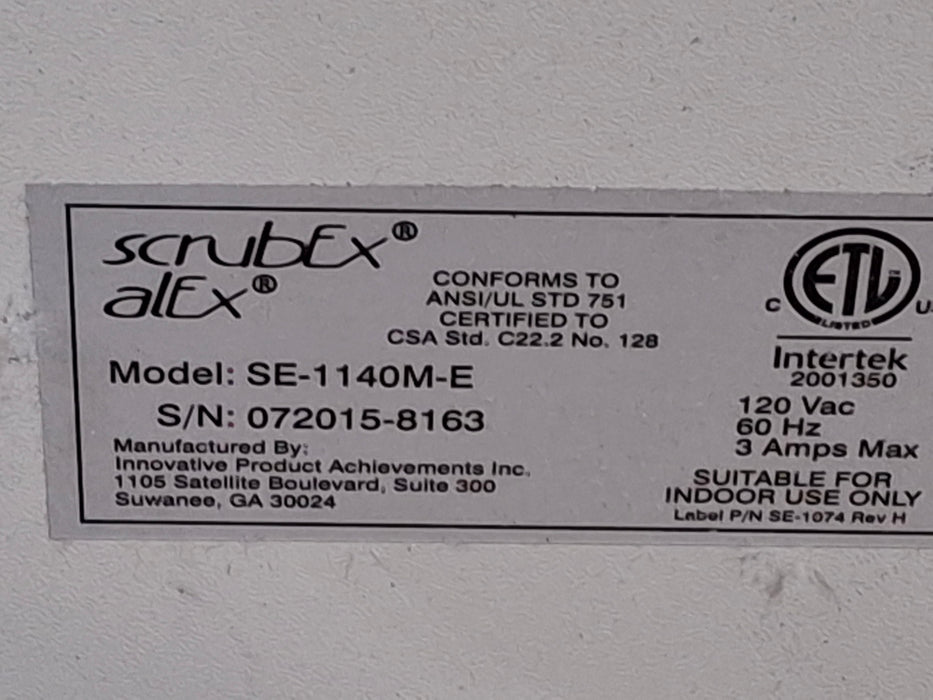 scrubEx®
alEx®
CONFORMS TO
ANSI/UL STD 751
CERTIFIED TO
CSA Std. C22.2 No. 128
Model: SE-1140M-E
S/N: 072015-8163
Manufactured By:
Innovative Product Achievements Inc.
1105 Satellite Boulevard, Suite 300
Suwanee, GA 30024
C ETL™ U
LISTED
Intertek
2001350
120 Vac
60 Hz
3 Amps Max
SUITABLE FOR
INDOOR USE ONLY
Label P/N SE-1074 Rev H